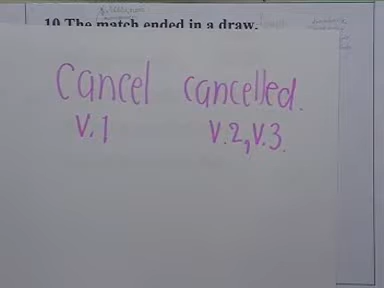 10 The match ended in a draw.
cancel cancelled.
V.1 V.2, V.3.